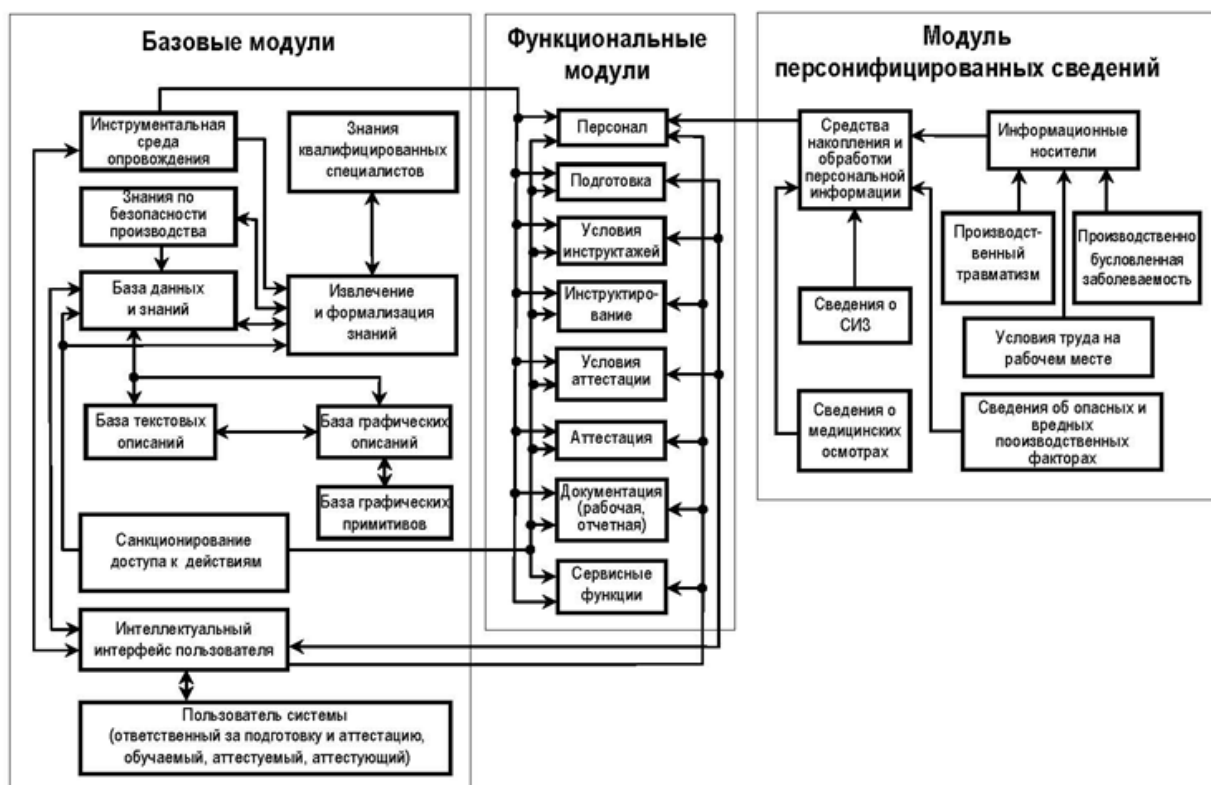 Базовые модули
Инструментальная
среда
опровождения
Знания
квалифицированных
специалистов
Знания по
безопасности
производства
База данных
и знаний
Извлечение
и формализация
знаний
База текстовых
описаний
База графических
описаний
База графических
примитивов
Санкционирование
доступа к действиям
Интеллектуальный
интерфейс пользователя
Пользователь системы
(ответственный за подготовку и аттестацию,
обучаемый, аттестуемый, аттестующий)
Функциональные
модули
Персонал
Подготовка
Условия
инструктажей
Инструктиро-
вание
Условия
аттестации
Аттестация
Документация
(рабочая,
отчетная)
Сервисные
функции
Модуль
персонифицированных сведений
Средства
накопления и
обработки
персональной
информации
Информационные
носители
Производст-
венный
травматизм
Производственно
бусловленная
заболеваемость
Сведения о
СИЗ
Условия труда на
рабочем месте
Сведения о
медицинских
осмотрах
Сведения об опасных и
вредных
пооизводственных
факторах